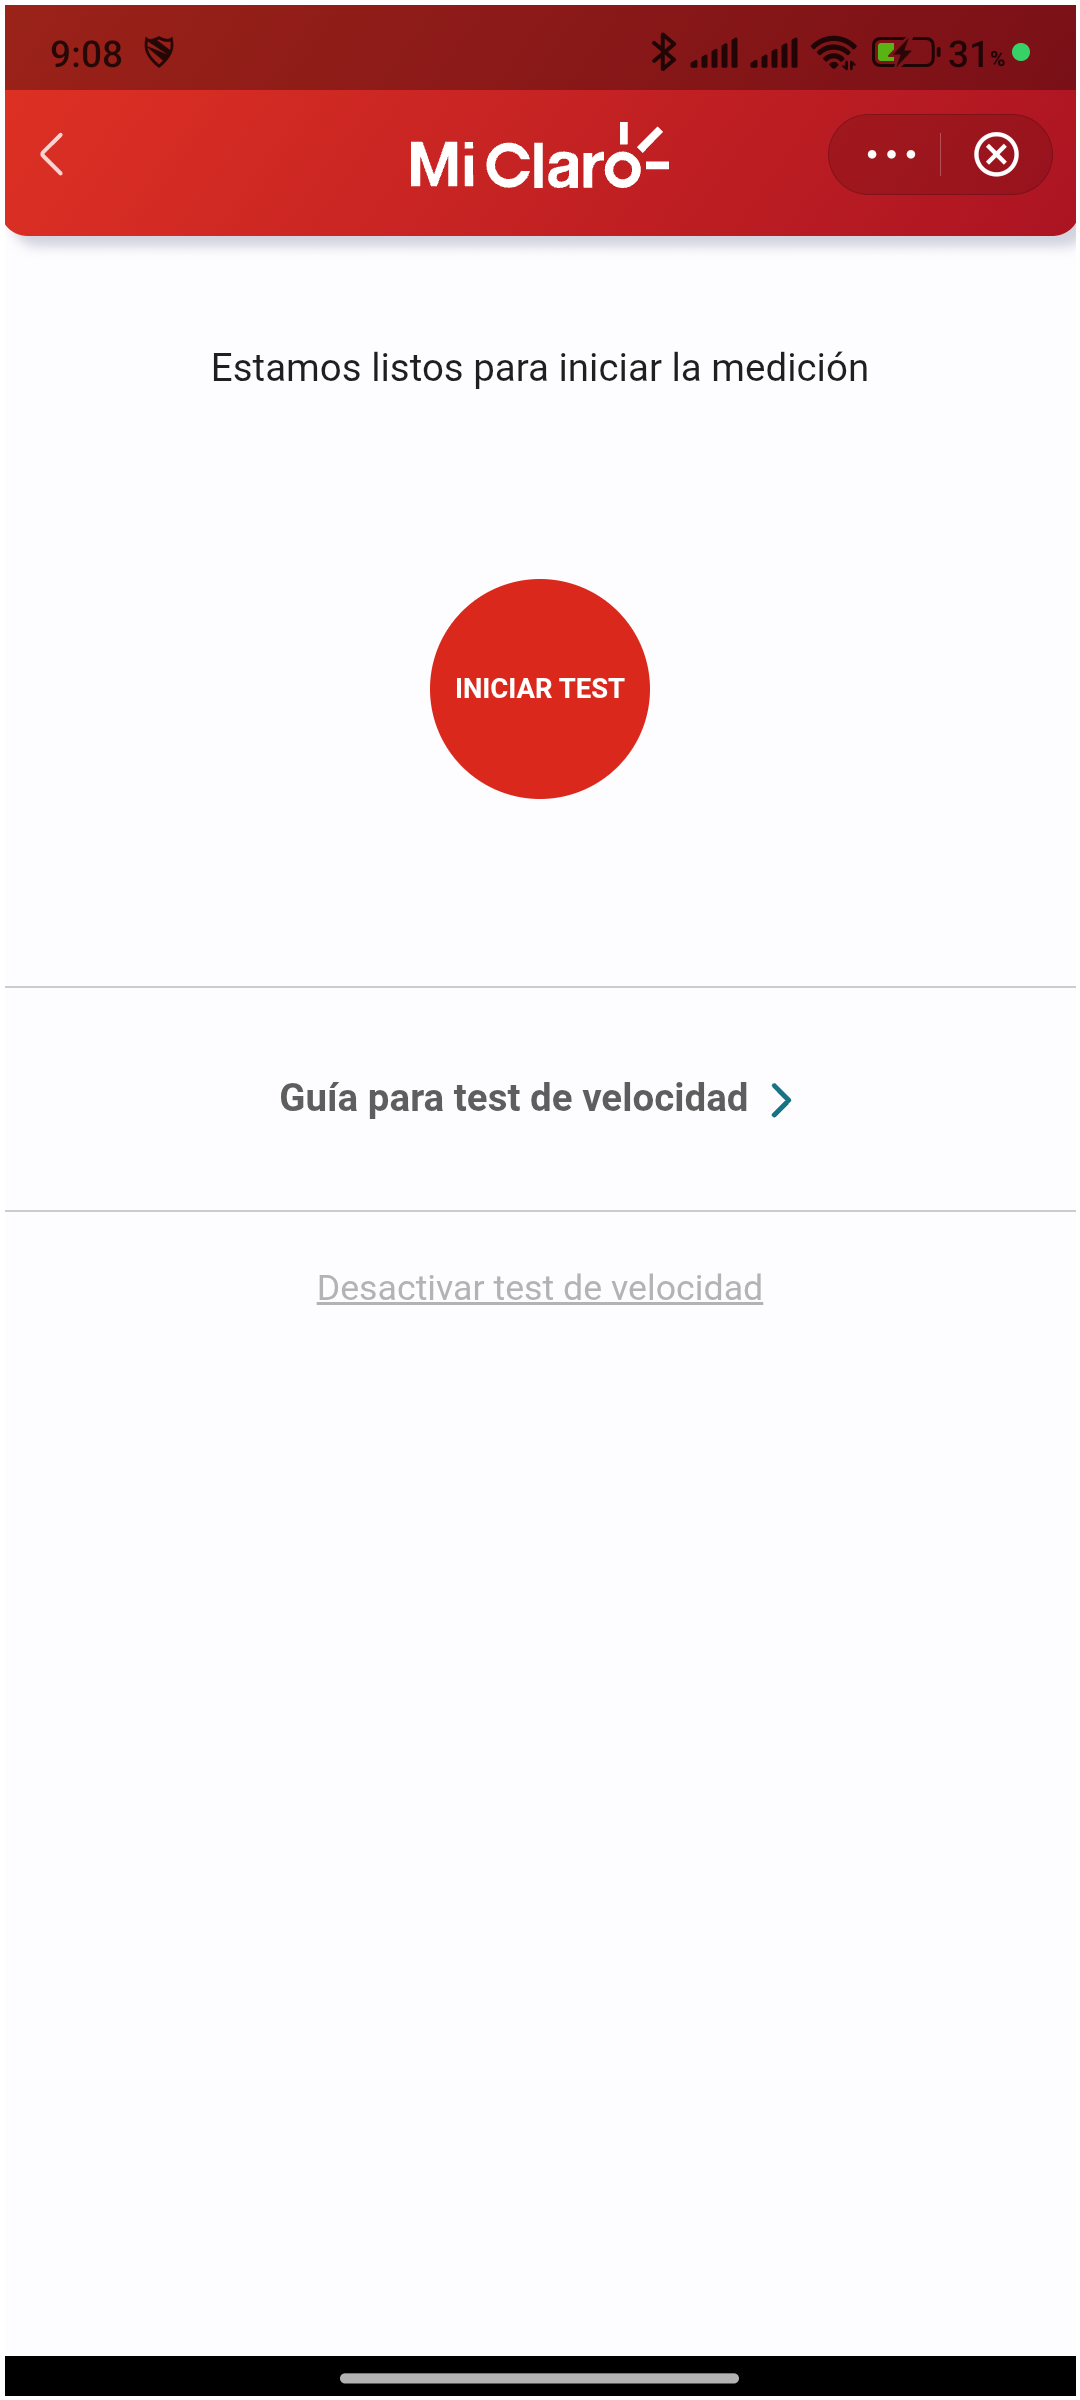 9:08
31%
Mi Claro
Estamos listos para iniciar la medición
INICIAR TEST
Guía para test de velocidad
Desactivar test de velocidad